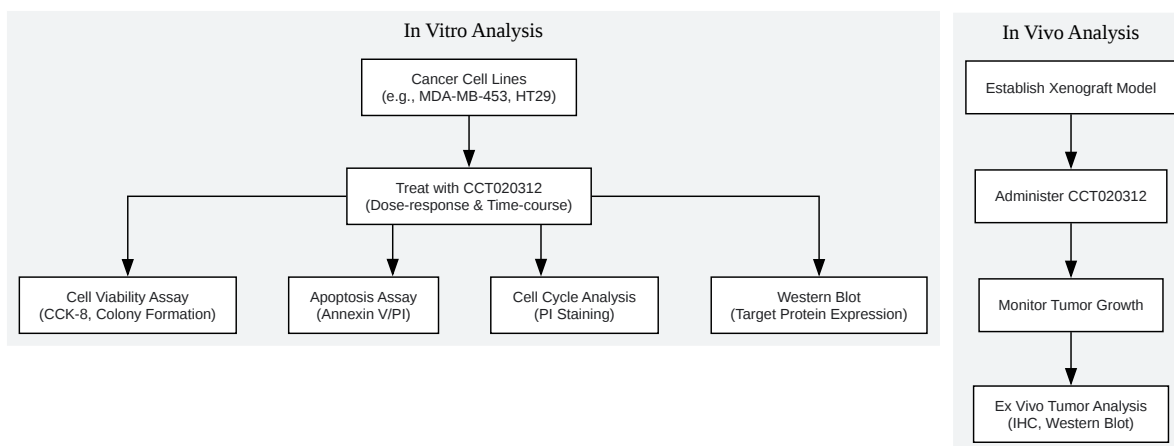 In Vitro Analysis
Cancer Cell Lines
(e.g., MDA-MB-453, HT29)
Treat with CCT020312
(Dose-response & Time-course)
Cell Viability Assay
(CCK-8, Colony Formation)
Apoptosis Assay
(Annexin V/PI)
Cell Cycle Analysis
(PI Staining)
Western Blot
(Target Protein Expression)
In Vivo Analysis
Establish Xenograft Model
Administer CCT020312
Monitor Tumor Growth
Ex Vivo Tumor Analysis
(IHC, Western Blot)